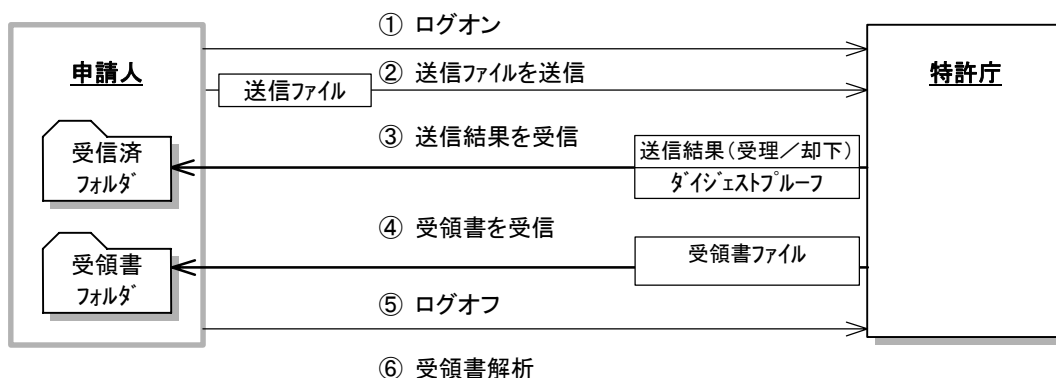 ① ログオン
申請人
② 送信ファイルを送信
特許庁
送信ファイル
③ 送信結果を受信
送信結果(受理/却下)
ダイジェストプルーフ
受信済
フォルダ
④ 受領書を受信
受領書ファイル
受領書
フォルダ
⑤ ログオフ
⑥ 受領書解析